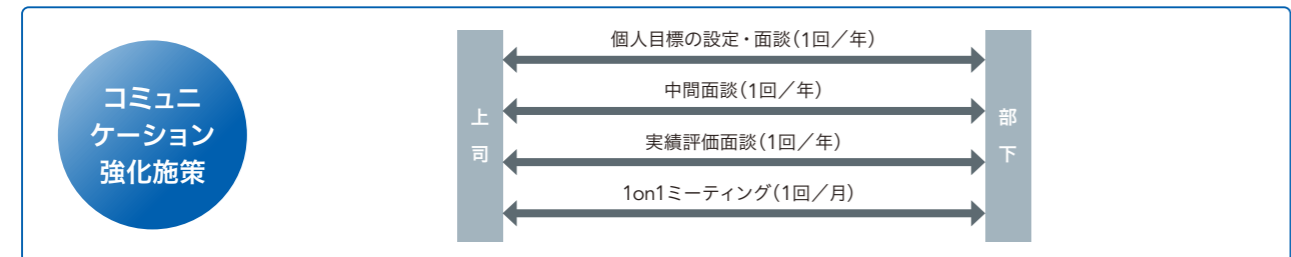 コミュニ
ケーション
強化施策
上司
個人目標の設定・面談(1回／年)
中間面談(1回／年)
実績評価面談(1回／年)
1on1ミーティング(1回／月)
部下